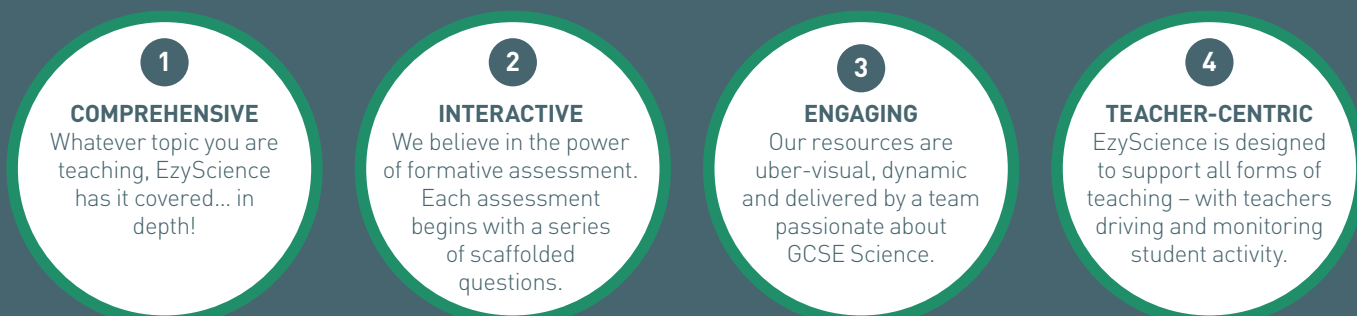 1
COMPREHENSIVE
Whatever topic you are
teaching, EzyScience
has it covered... in
depth!
2
INTERACTIVE
We believe in the power
of formative assessment.
Each assessment
begins with a series
of scaffolded
questions.
3
ENGAGING
Our resources are
uber-visual, dynamic
and delivered by a team
passionate about
GCSE Science.
4
TEACHER-CENTRIC
EzyScience is designed
to support all forms of
teaching – with teachers
driving and monitoring
student activity.